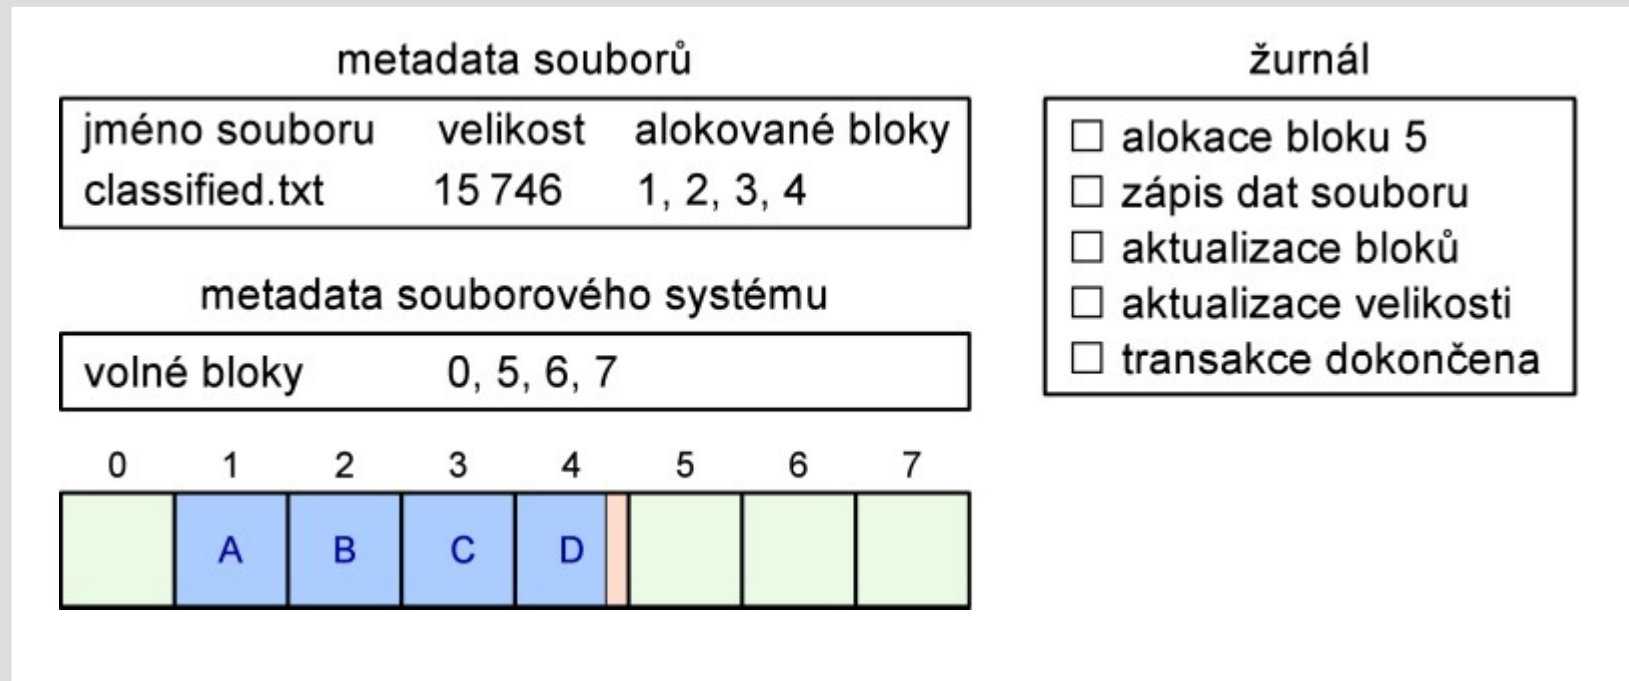 metadata souborů
jméno souboru velikost alokované bloky
classified.txt 15 746 1, 2, 3, 4
metadata souborového systému
volné bloky 0, 5, 6, 7
0 1 2 3 4 5 6 7
A B C D
žurnál
☐ alokace bloku 5
☐ zápis dat souboru
☐ aktualizace bloků
☐ aktualizace velikosti
☐ transakce dokončena